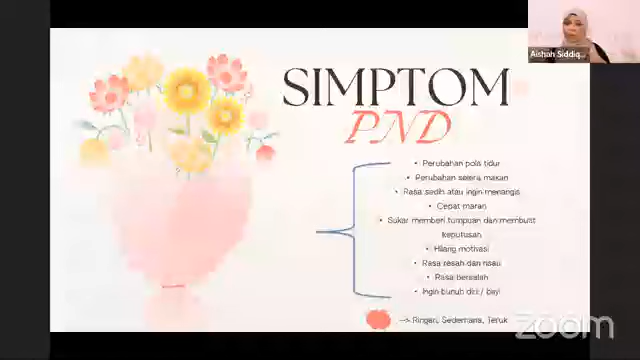 Aishah Siddiq...
SIMPTOM
PND
• Perubahan pola tidur
• Perubahan selera makan
• Rasa sedih atau ingin menangis
• Cepat marah
• Sukar memberi tumpuan dan membuat
keputusan
• Hilang motivasi
• Rasa resah dan risau
• Rasa bersalah
• Ingin bunuh diri / bayi
--> Ringan, Sederhana, Teruk
zoom